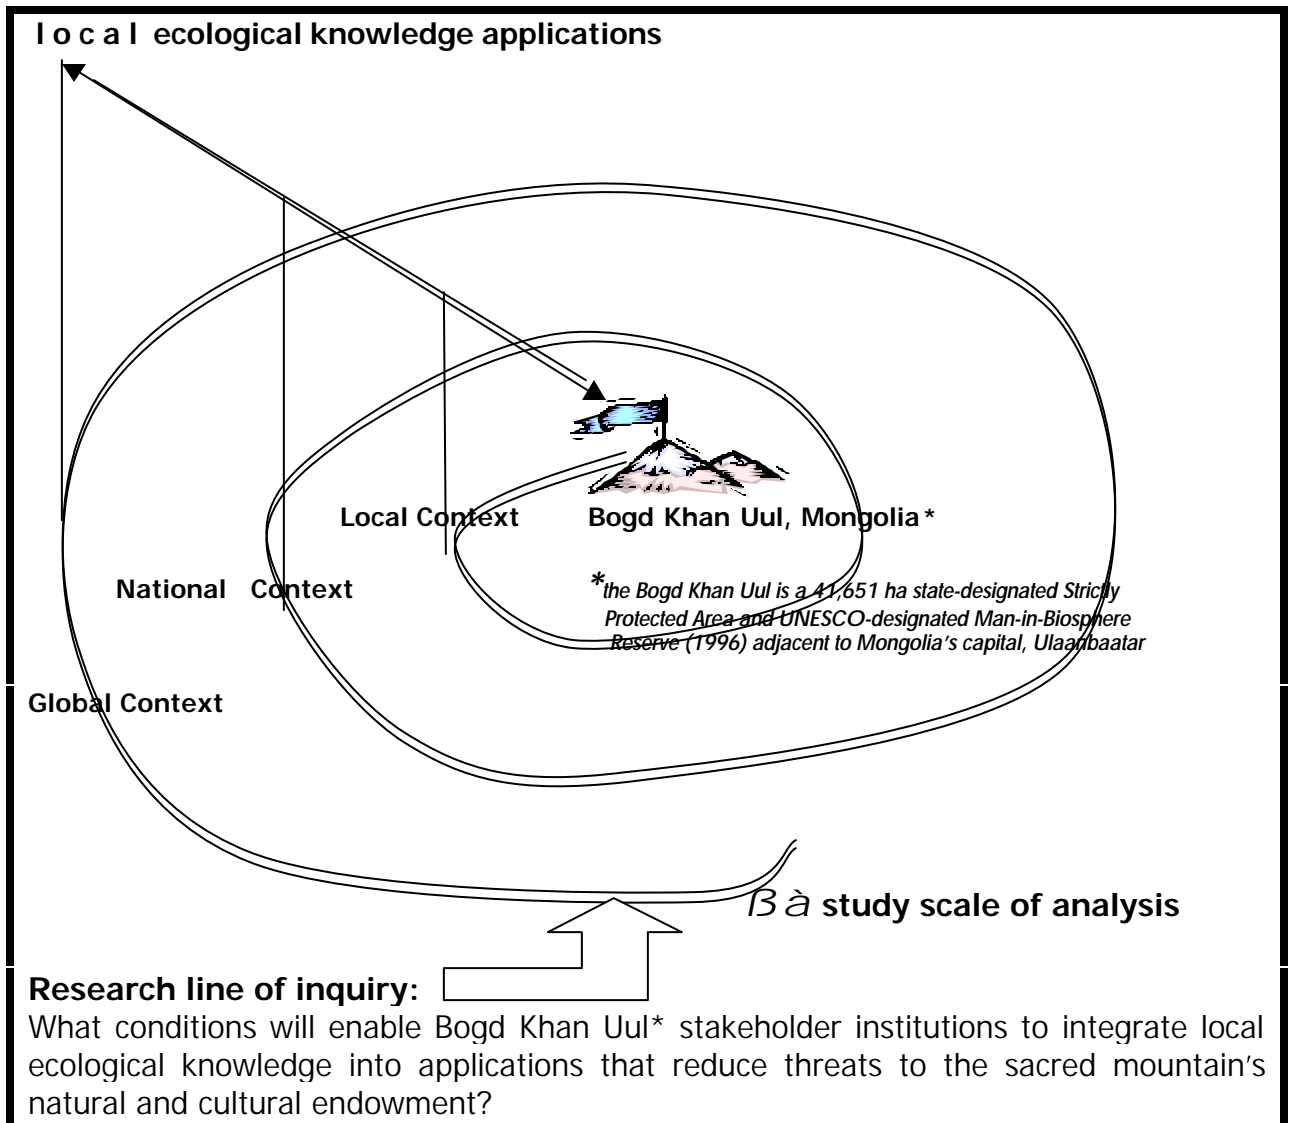 local ecological knowledge applications
Local Context
Bogd Khan Uul, Mongolia*
National Context
*the Bogd Khan Uul is a 41,651 ha state-designated Strictly
Protected Area and UNESCO-designated Man-in-Biosphere
Reserve (1996) adjacent to Mongolia's capital, Ulaanbaatar
Global Context
ßà study scale of analysis
Research line of inquiry:
What conditions will enable Bogd Khan Uul* stakeholder institutions to integrate local
ecological knowledge into applications that reduce threats to the sacred mountain's
natural and cultural endowment?